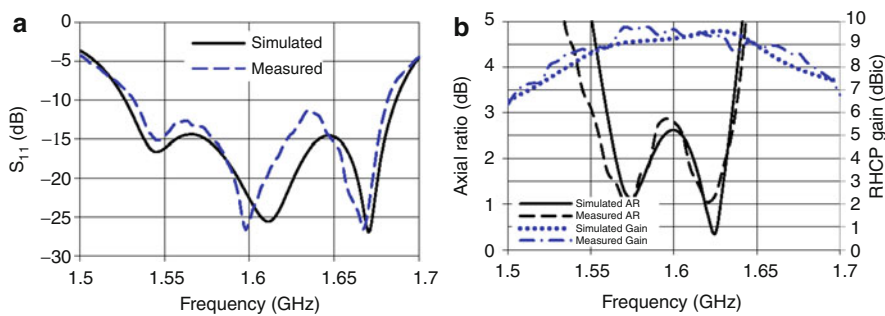 a
0
−5
−10
−15
−20
−25
−30
S11 (dB)
Simulated
Measured
1.5
1.55
1.6
1.65
1.7
Frequency (GHz)
b
5
4
3
2
1
0
Axial ratio (dB)
Simulated AR
Measured AR
Simulated Gain
Measured Gain
10
9
8
7
6
5
4
3
2
1
0
RHCP gain (dBic)
1.5
1.55
1.6
1.65
1.7
Frequency (GHz)